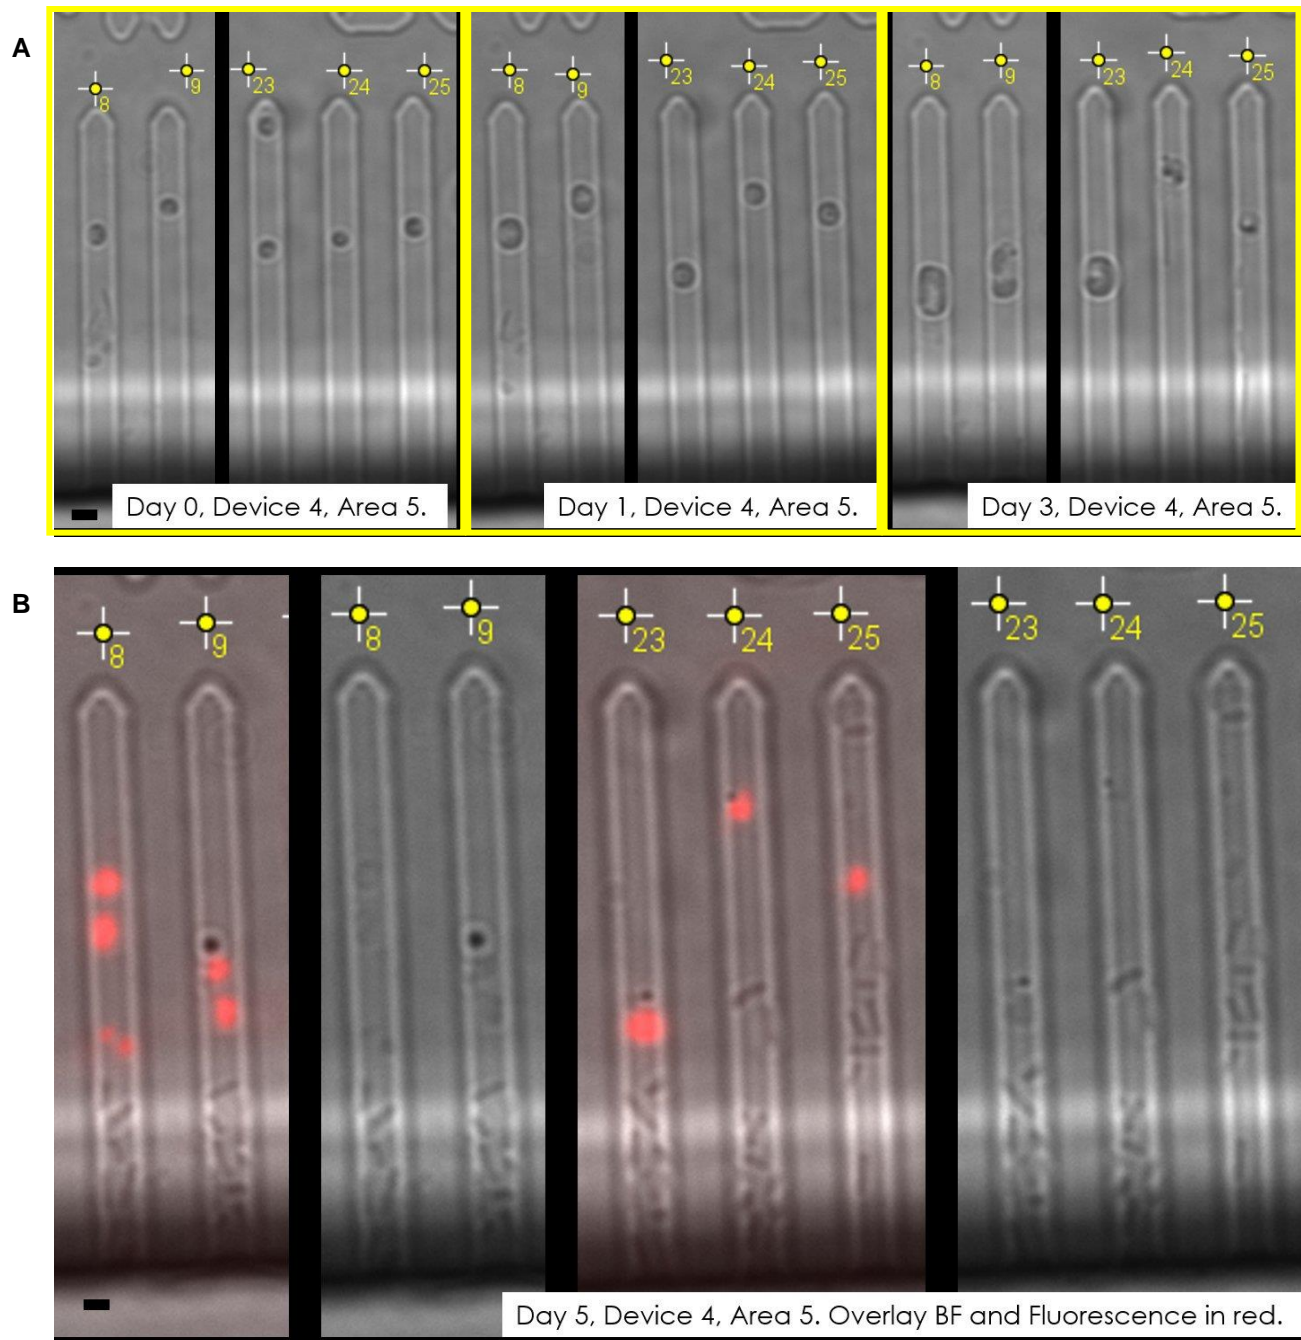 A
8 9 23 24 25 8 9 23 24 25 8 9 23 24 25
Day 0, Device 4, Area 5.
Day 1, Device 4, Area 5.
Day 3, Device 4, Area 5.
B
8 9 8 9 23 24 25 23 24 25
Day 5, Device 4, Area 5. Overlay BF and Fluorescence in red.